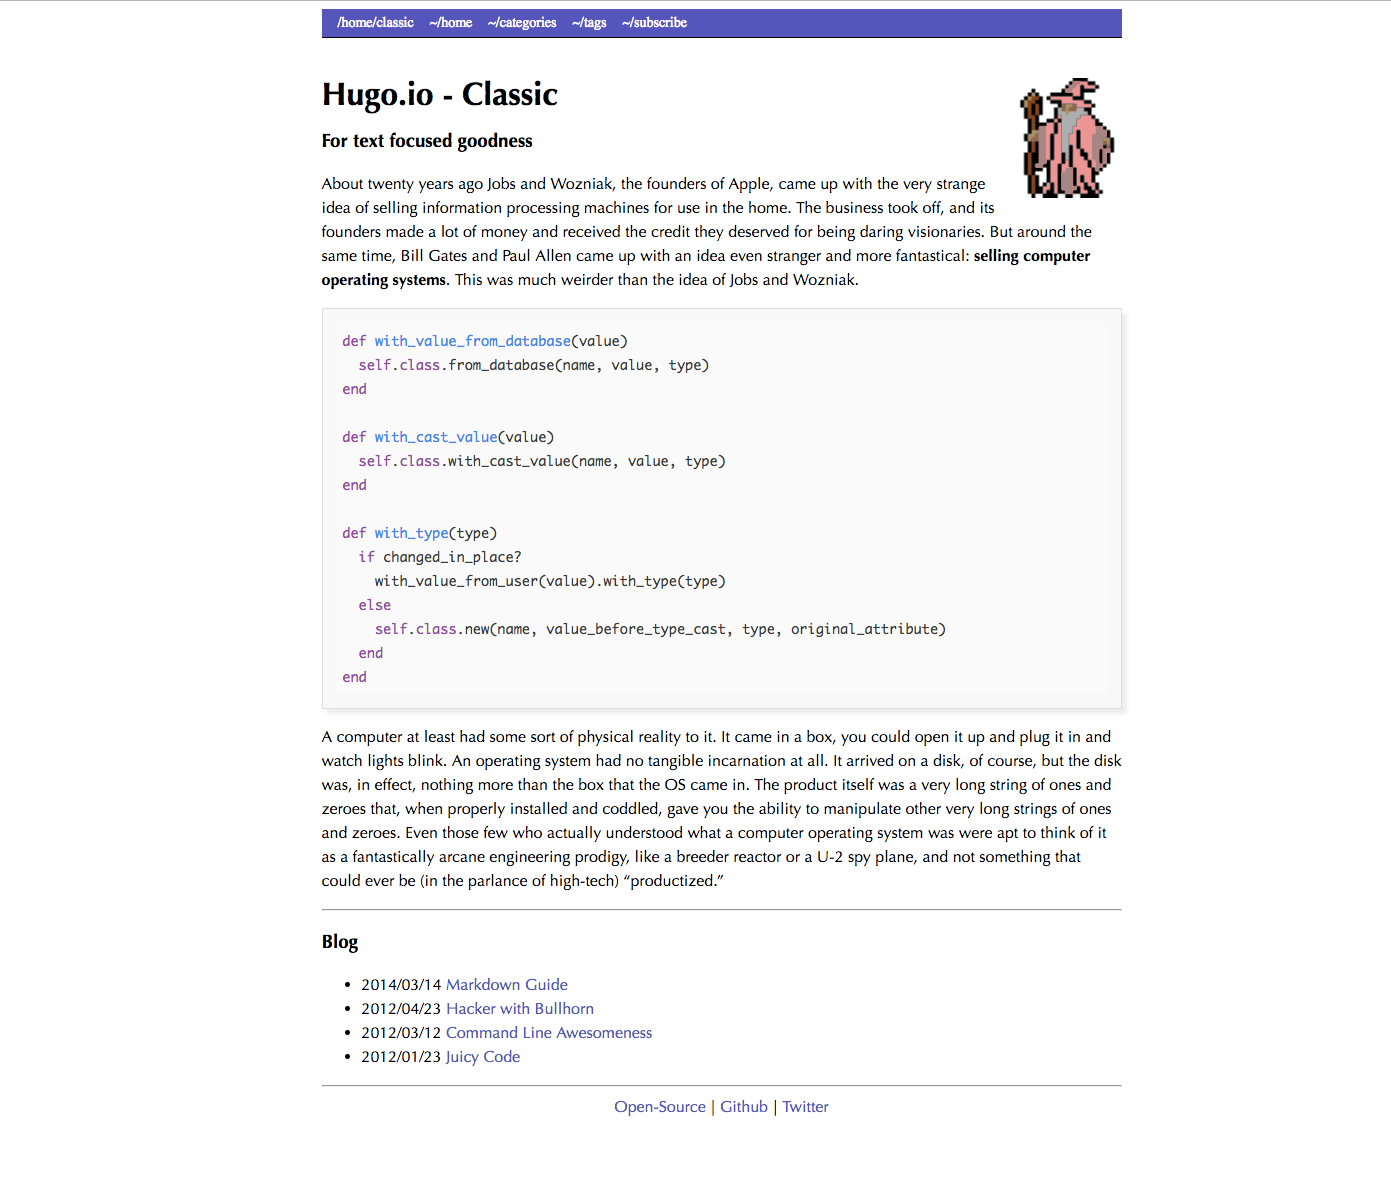 /home/classic ~/home ~/categories ~/tags ~/subscribe
Hugo.io - Classic
For text focused goodness
About twenty years ago Jobs and Wozniak, the founders of Apple, came up with the very strange
idea of selling information processing machines for use in the home. The business took off, and its
founders made a lot of money and received the credit they deserved for being daring visionaries. But around the
same time, Bill Gates and Paul Allen came up with an idea even stranger and more fantastical: selling computer
operating systems. This was much weirder than the idea of Jobs and Wozniak.
def with_value_from_database(value)
  self.class.from_database(name, value, type)
end
def with_cast_value(value)
  self.class.with_cast_value(name, value, type)
end
def with_type(type)
  if changed_in_place?
    with_value_from_user(value).with_type(type)
  else
    self.class.new(name, value_before_type_cast, type, original_attribute)
  end
end
A computer at least had some sort of physical reality to it. It came in a box, you could open it up and plug it in and
watch lights blink. An operating system had no tangible incarnation at all. It arrived on a disk, of course, but the disk
was, in effect, nothing more than the box that the OS came in. The product itself was a very long string of ones and
zeroes that, when properly installed and coddled, gave you the ability to manipulate other very long strings of ones
and zeroes. Even those few who actually understood what a computer operating system was were apt to think of it
as a fantastically arcane engineering prodigy, like a breeder reactor or a U-2 spy plane, and not something that
could ever be (in the parlance of high-tech) “productized.”
Blog
• 2014/03/14 Markdown Guide
• 2012/04/23 Hacker with Bullhorn
• 2012/03/12 Command Line Awesomeness
• 2012/01/23 Juicy Code
Open-Source | Github | Twitter